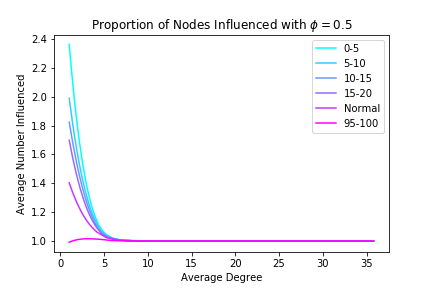 Proportion of Nodes Influenced with ϕ = 0.5
Average Number Influenced
2.4
2.2
2.0
1.8
1.6
1.4
1.2
1.0
0-5
5-10
10-15
15-20
Normal
95-100
0 5 10 15 20 25 30 35
Average Degree